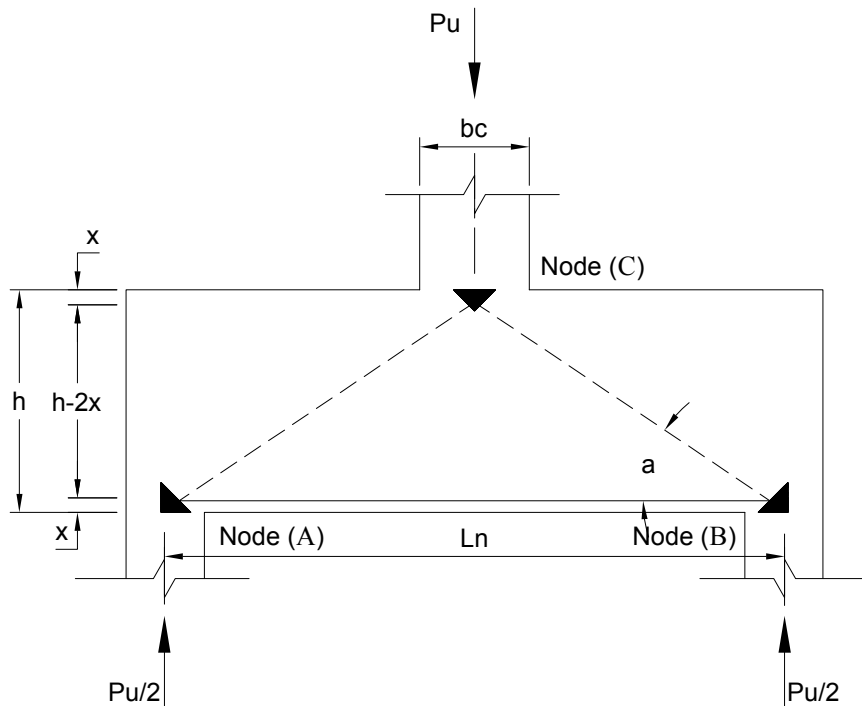 Pu
bc
x
Node (C)
h
h-2x
a
x
Node (A)
Ln
Node (B)
Pu/2
Pu/2